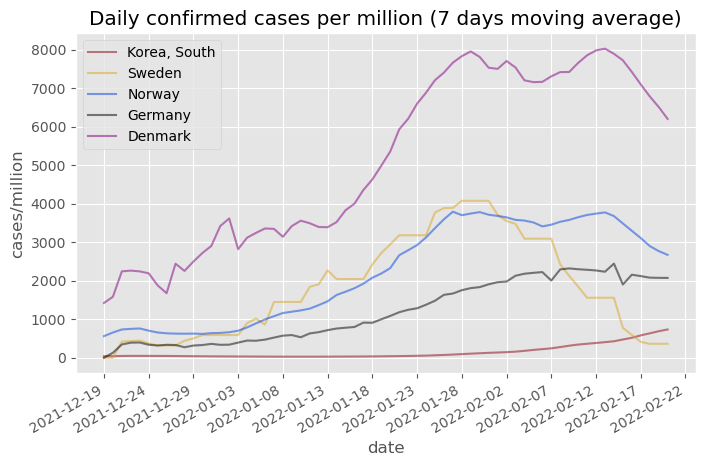 Daily confirmed cases per million (7 days moving average)
Korea, South
Sweden
Norway
Germany
Denmark
8000
7000
6000
5000
4000
3000
2000
1000
0
cases/million
2021-12-19
2021-12-24
2021-12-29
2022-01-03
2022-01-08
2022-01-13
2022-01-18
2022-01-23
2022-01-28
2022-02-02
2022-02-07
2022-02-12
2022-02-17
2022-02-22
date